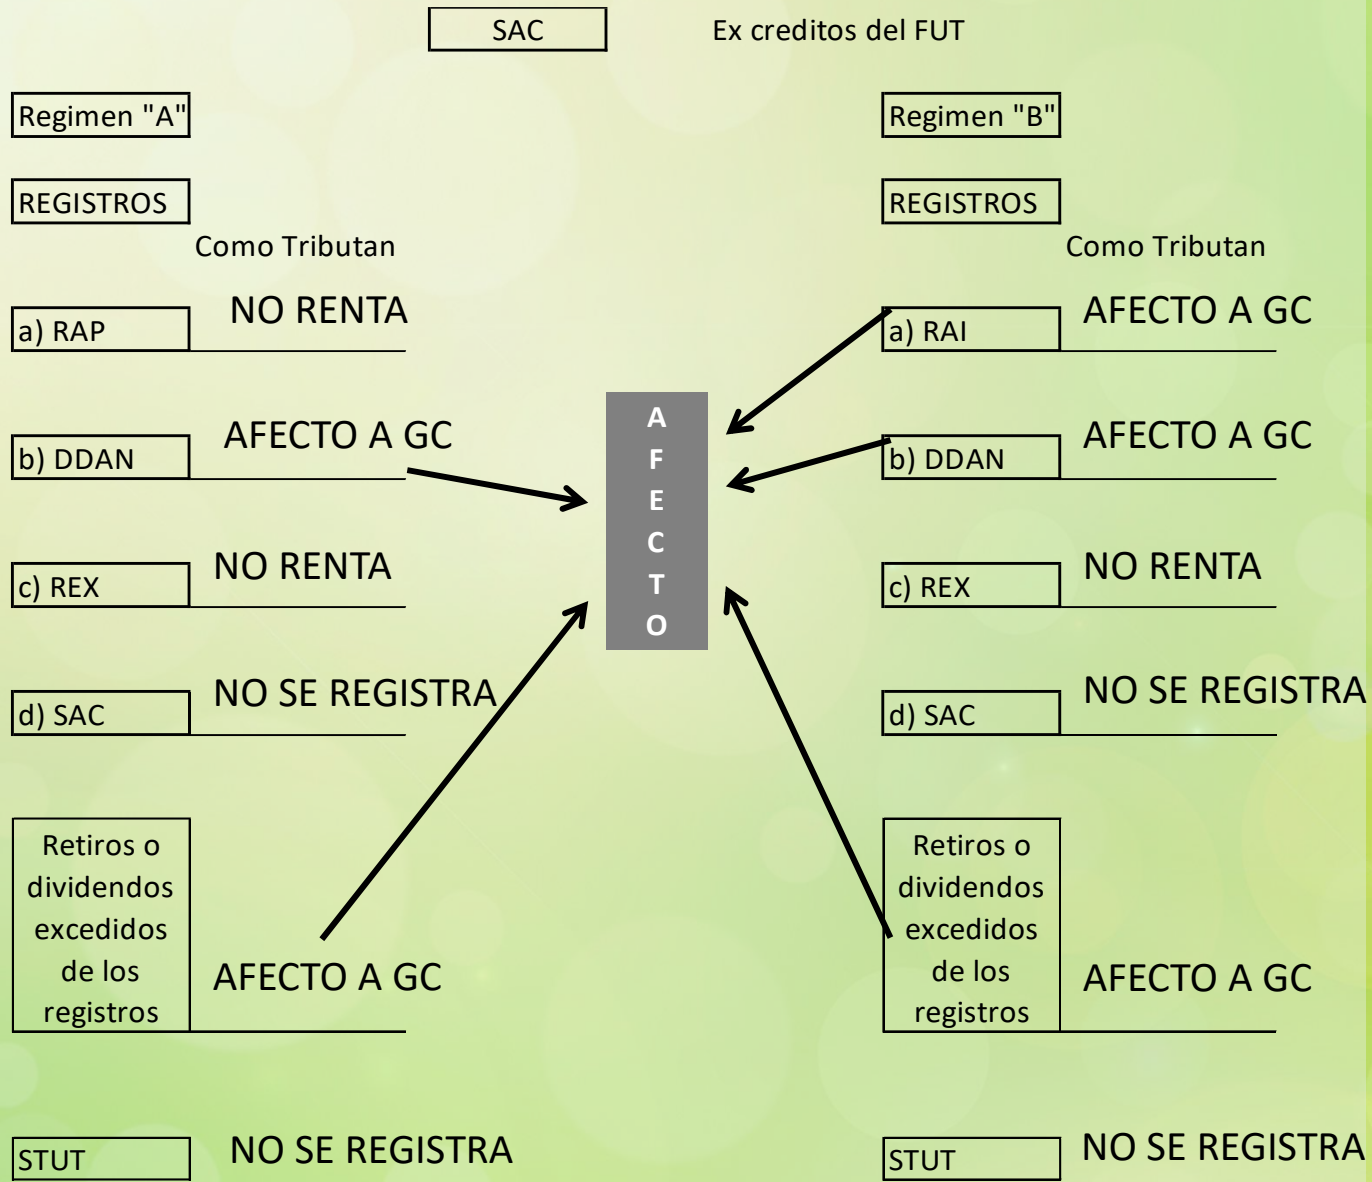 SAC Ex creditos del FUT
Regimen "A"
REGISTROS
Como Tributan
a) RAP NO RENTA
b) DDAN AFECTO A GC
c) REX NO RENTA
d) SAC NO SE REGISTRA
Retiros o
dividendos
excedidos
de los
registros
AFECTO A GC
STUT NO SE REGISTRA
A
F
E
C
T
O
Regimen "B"
REGISTROS
Como Tributan
a) RAI AFECTO A GC
b) DDAN AFECTO A GC
c) REX NO RENTA
d) SAC NO SE REGISTRA
Retiros o
dividendos
excedidos
de los
registros
AFECTO A GC
STUT NO SE REGISTRA